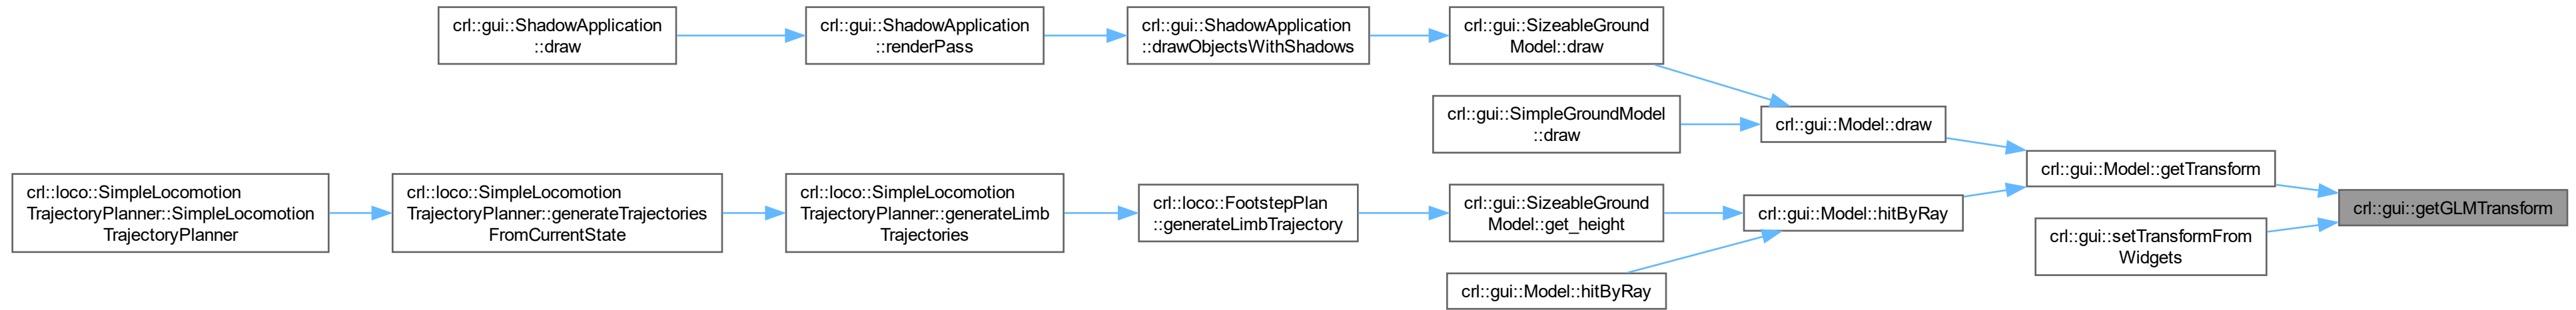 crl::gui::ShadowApplication
::draw
crl::gui::ShadowApplication
::renderPass
crl::gui::ShadowApplication
::drawObjectsWithShadows
crl::gui::SizeableGround
Model::draw
crl::gui::SimpleGroundModel
::draw
crl::gui::Model::draw
crl::gui::Model::getTransform
crl::gui::getGLMTransform
crl::loco::SimpleLocomotion
TrajectoryPlanner::SimpleLocomotion
TrajectoryPlanner
crl::loco::SimpleLocomotion
TrajectoryPlanner::generateTrajectories
FromCurrentState
crl::loco::SimpleLocomotion
TrajectoryPlanner::generateLimb
Trajectories
crl::loco::FootstepPlan
::generateLimbTrajectory
crl::gui::SizeableGround
Model::get_height
crl::gui::Model::hitByRay
crl::gui::setTransformFrom
Widgets
crl::gui::Model::hitByRay